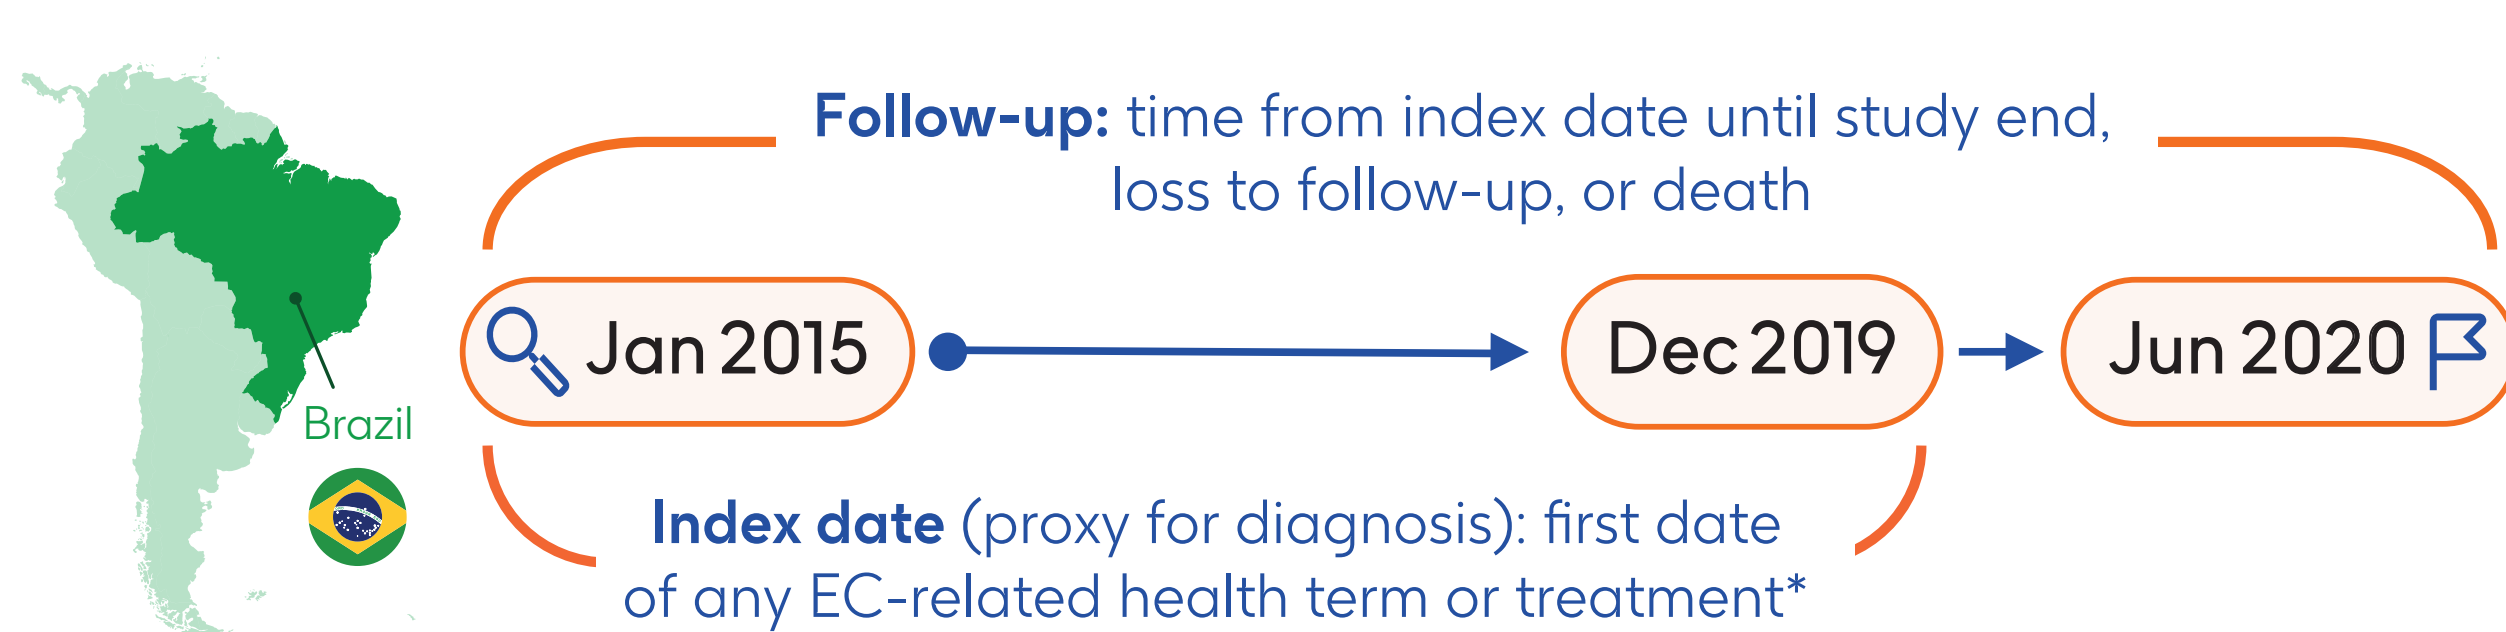 Follow-up: time from index date until study end,
loss to follow-up, or death
Jan 2015
Dec 2019
Jun 2020
Brazil
Index date (proxy for diagnosis): first date
of any EC-related health term or treatment*